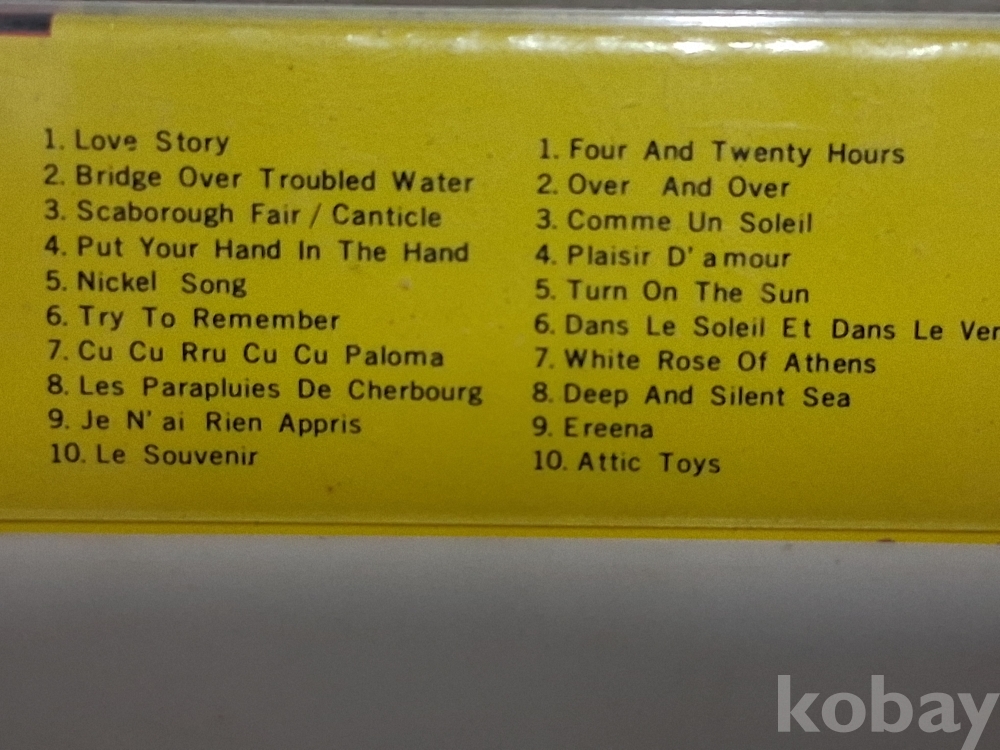 1. Love Story
2. Bridge Over Troubled Water
3. Scaborough Fair / Canticle
4. Put Your Hand In The Hand
5. Nickel Song
6. Try To Remember
7. Cu Cu Rru Cu Cu Paloma
8. Les Parapluies De Cherbourg
9. Je N' ai Rien Appris
10. Le Souvenir
1. Four And Twenty Hours
2. Over And Over
3. Comme Un Soleil
4. Plaisir D' amour
5. Turn On The Sun
6. Dans Le Soleil Et Dans Le Ven
7. White Rose Of Athens
8. Deep And Silent Sea
9. Ereena
10. Attic Toys
kobay